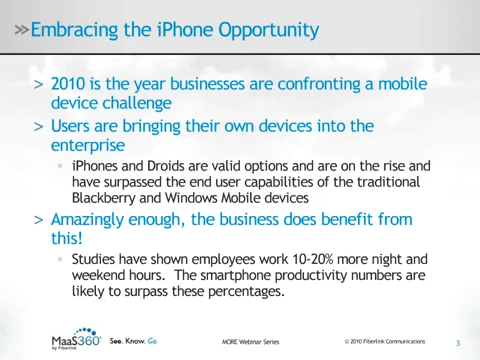 »Embracing the iPhone Opportunity
> 2010 is the year businesses are confronting a mobile
device challenge
> Users are bringing their own devices into the
enterprise
▫ iPhones and Droids are valid options and are on the rise and
have surpassed the end user capabilities of the traditional
Blackberry and Windows Mobile devices
> Amazingly enough, the business does benefit from
this!
▫ Studies have shown employees work 10-20% more night and
weekend hours. The smartphone productivity numbers are
likely to surpass these percentages.
MaaS360
by Fiberlink
See. Know. Go.
MORE Webinar Series
© 2010 Fiberlink Communications
3